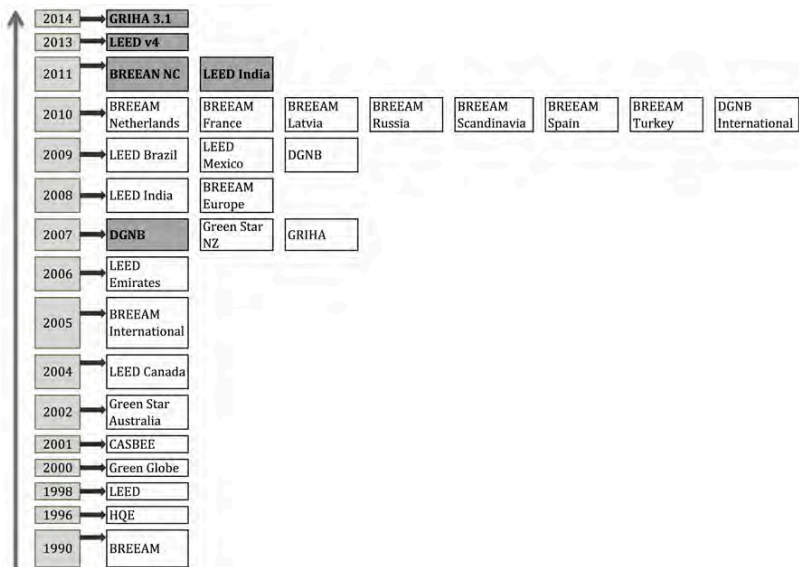 2014
GRIHA 3.1
2013
LEED v4
2011
BREEAN NC
LEED India
2010
BREEAM
Netherlands
BREEAM
France
BREEAM
Latvia
BREEAM
Russia
BREEAM
Scandinavia
BREEAM
Spain
BREEAM
Turkey
DGNB
International
2009
LEED Brazil
LEED
Mexico
DGNB
2008
LEED India
BREEAM
Europe
2007
DGNB
Green Star
NZ
GRIHA
2006
LEED
Emirates
2005
BREEAM
International
2004
LEED Canada
2002
Green Star
Australia
2001
CASBEE
2000
Green Globe
1998
LEED
1996
HQE
1990
BREEAM